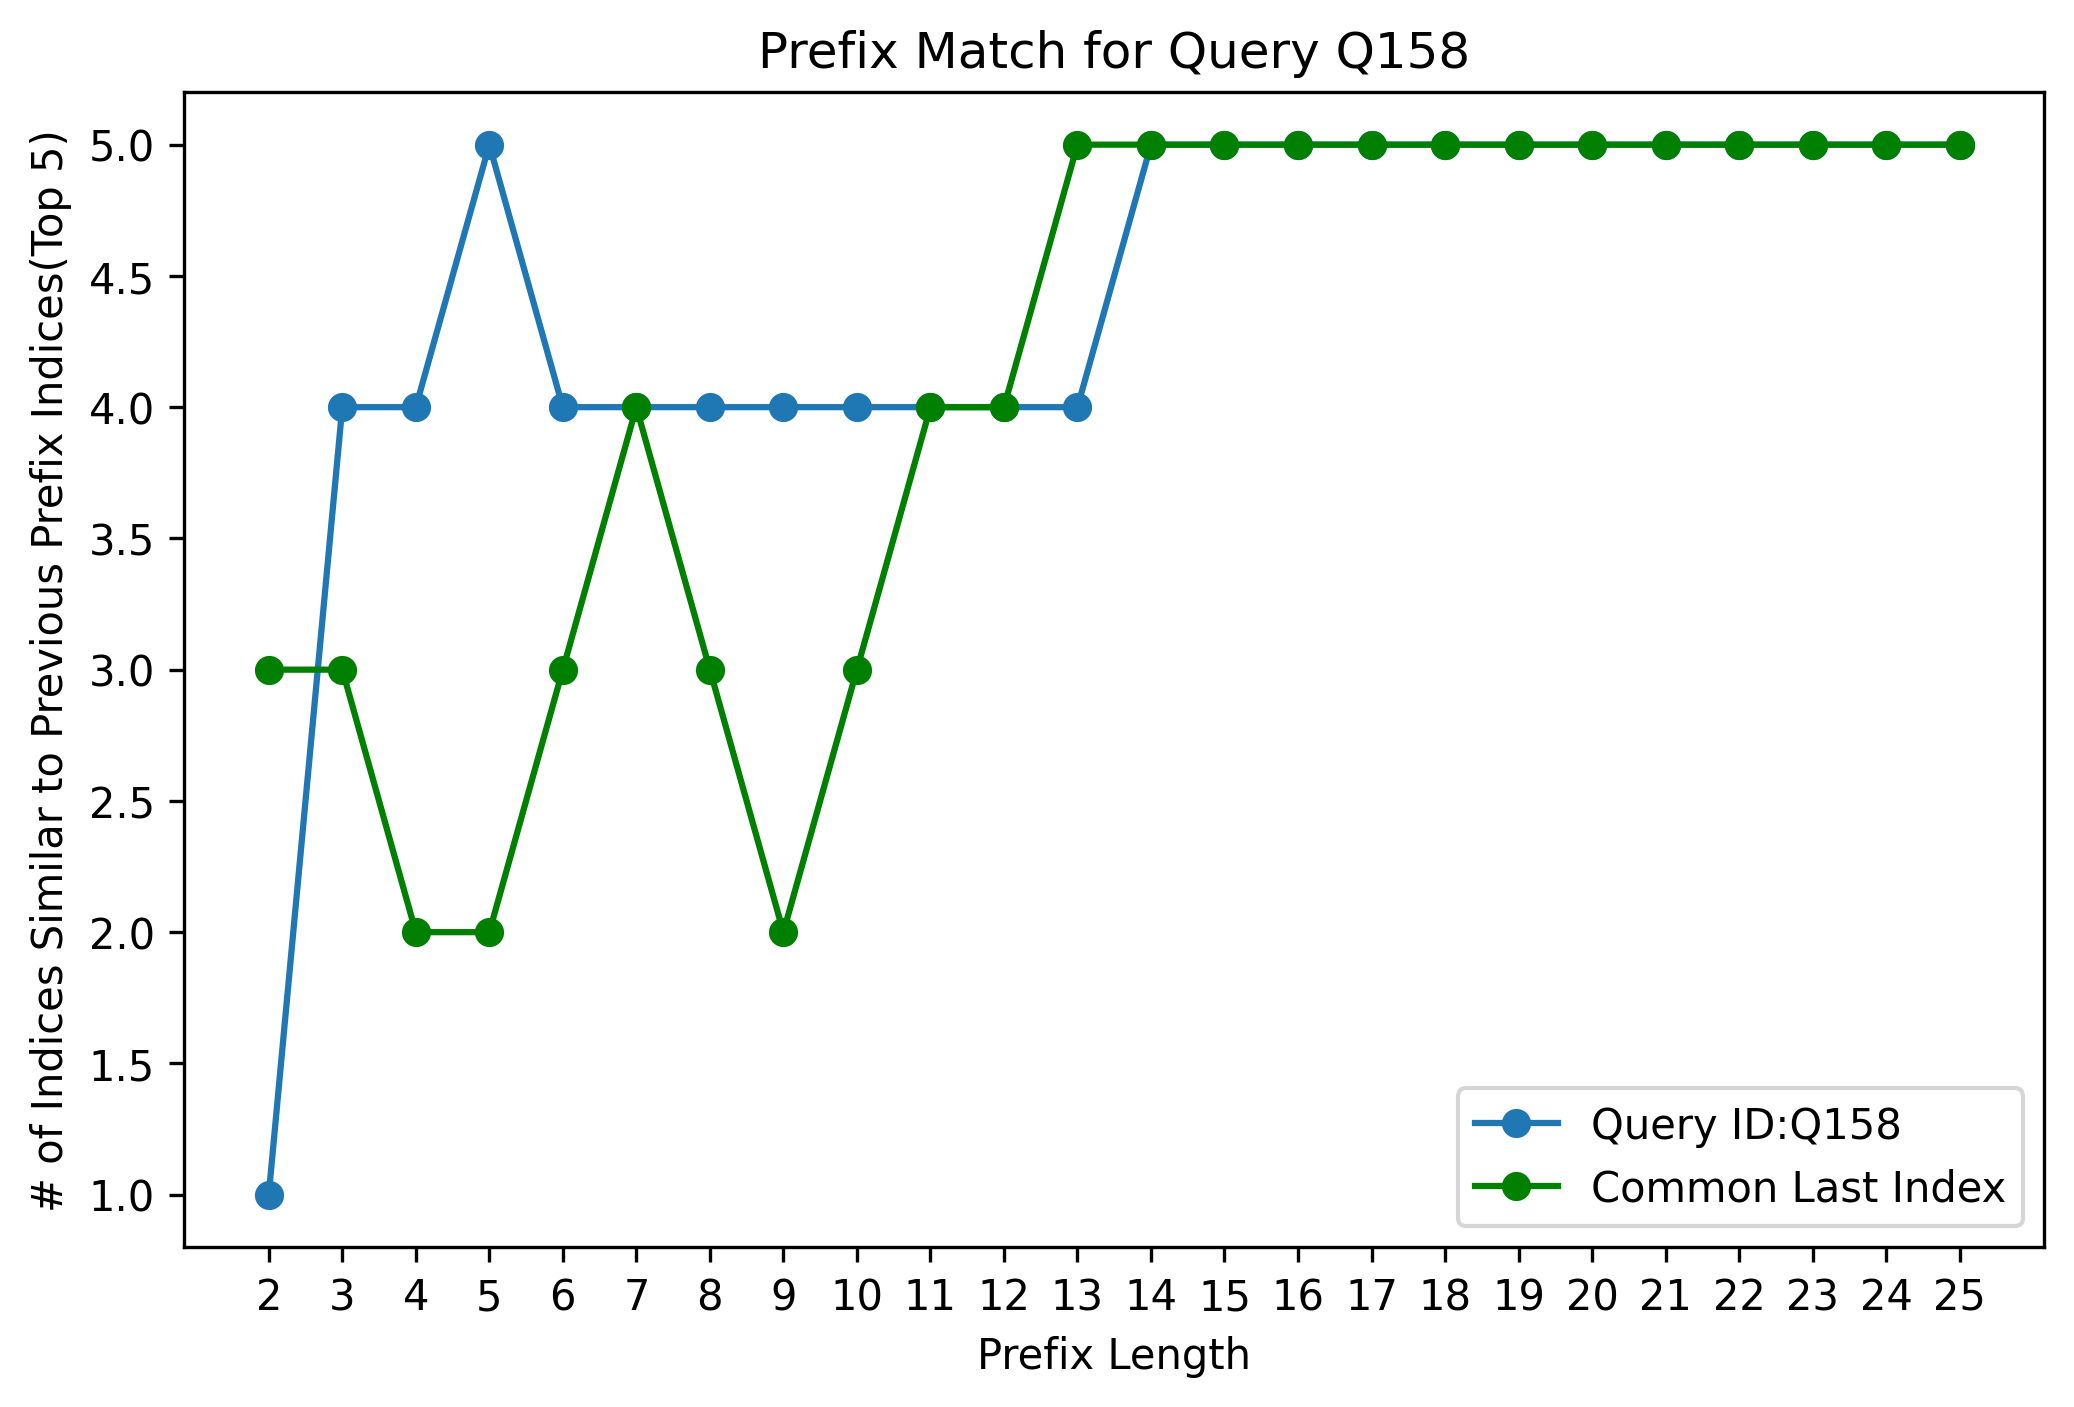 Prefix Match for Query Q158
# of Indices Similar to Previous Prefix Indices(Top 5)
5.0
4.5
4.0
3.5
3.0
2.5
2.0
1.5
1.0
Query ID:Q158
Common Last Index
2 3 4 5 6 7 8 9 10 11 12 13 14 15 16 17 18 19 20 21 22 23 24 25
Prefix Length